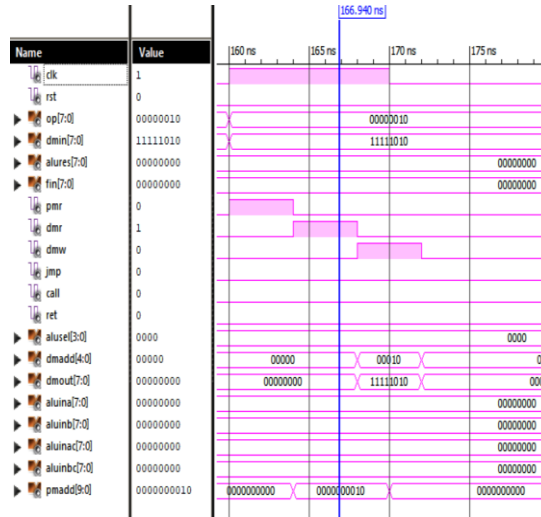 166.940 ns
Name Value 160 ns 165 ns 170 ns 175 ns
clk 1
rst 0
op[7:0] 00000010 00000010
dmin[7:0] 11111010 11111010
alures[7:0] 00000000 00000000
fin[7:0] 00000000 00000000
pmr 0
dmr 1
dmw 0
jmp 0
call 0
ret 0
alusel[3:0] 0000 0000
dmadd[4:0] 00000 00000 00010 0
dmout[7:0] 00000000 00000000 11111010 00
aluina[7:0] 00000000 00000000
aluinb[7:0] 00000000 00000000
aluinac[7:0] 00000000 00000000
aluinbc[7:0] 00000000 00000000
pmadd[9:0] 0000000010 0000000000 0000000010 0000000000